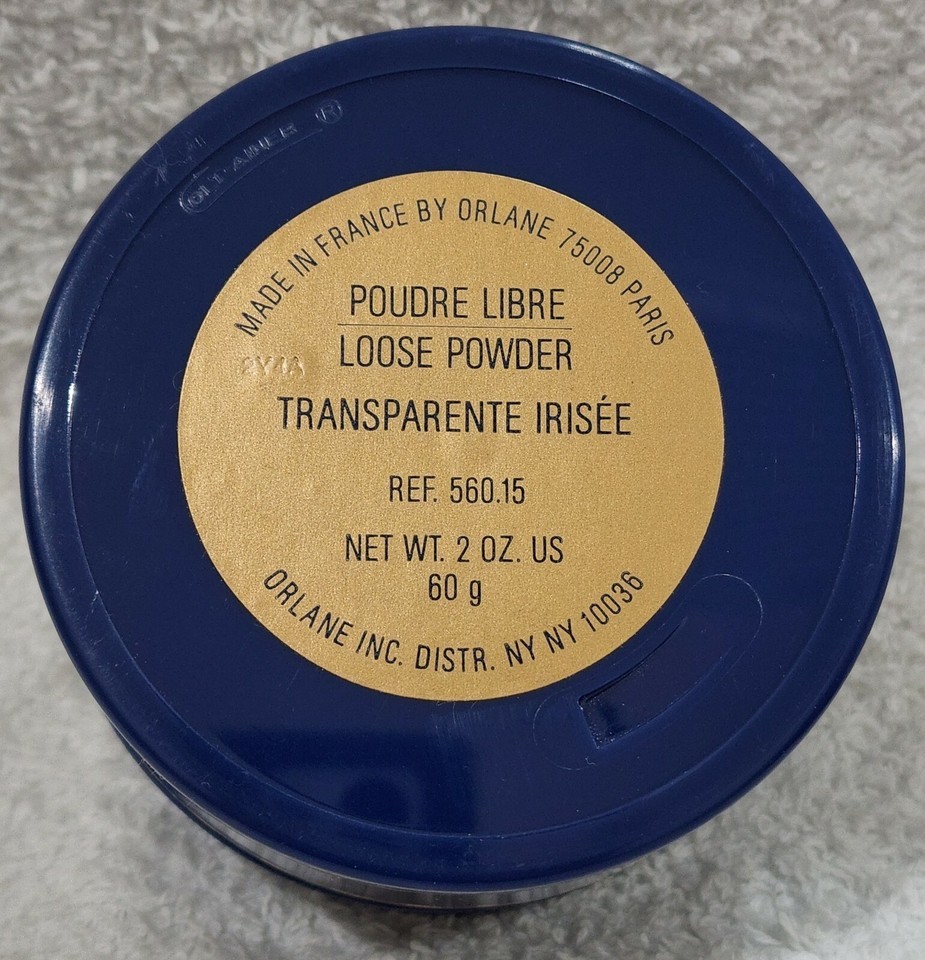 MADE IN FRANCE BY ORLANE 75008 PARIS
POUDRE LIBRE
LOOSE POWDER
TRANSPARENTE IRISÉE
REF. 560.15
NET WT. 2 OZ. US
60 g
ORLANE INC. DISTR. NY NY 10036